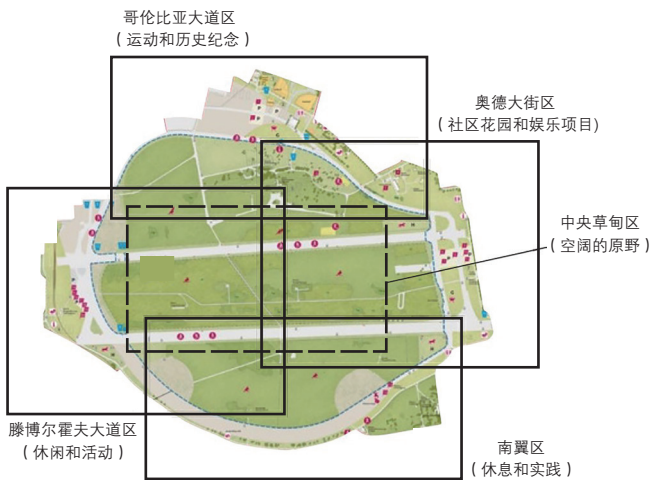 哥伦比亚大道区
（运动和历史纪念）
奥德大街区
（社区花园和娱乐项目）
中央草甸区
（空阔的原野）
滕博尔霍夫大道区
（休闲和活动）
南翼区
（休息和实践）